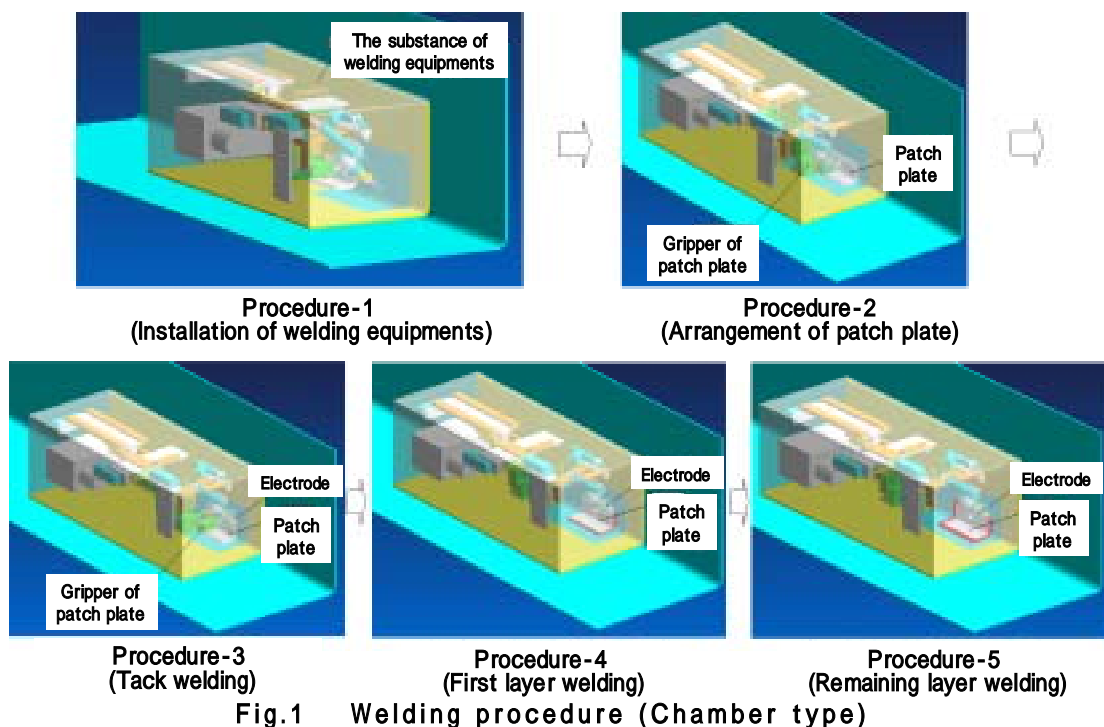 The substance of
welding equipments
Patch
plate
Gripper of
patch plate
Procedure-1
(Installation of welding equipments)
Procedure-2
(Arrangement of patch plate)
Electrode
Patch
plate
Gripper of
patch plate
Electrode
Patch
plate
Electrode
Patch
plate
Procedure-3
(Tack welding)
Procedure-4
(First layer welding)
Procedure-5
(Remaining layer welding)
Fig.1 Welding procedure (Chamber type)